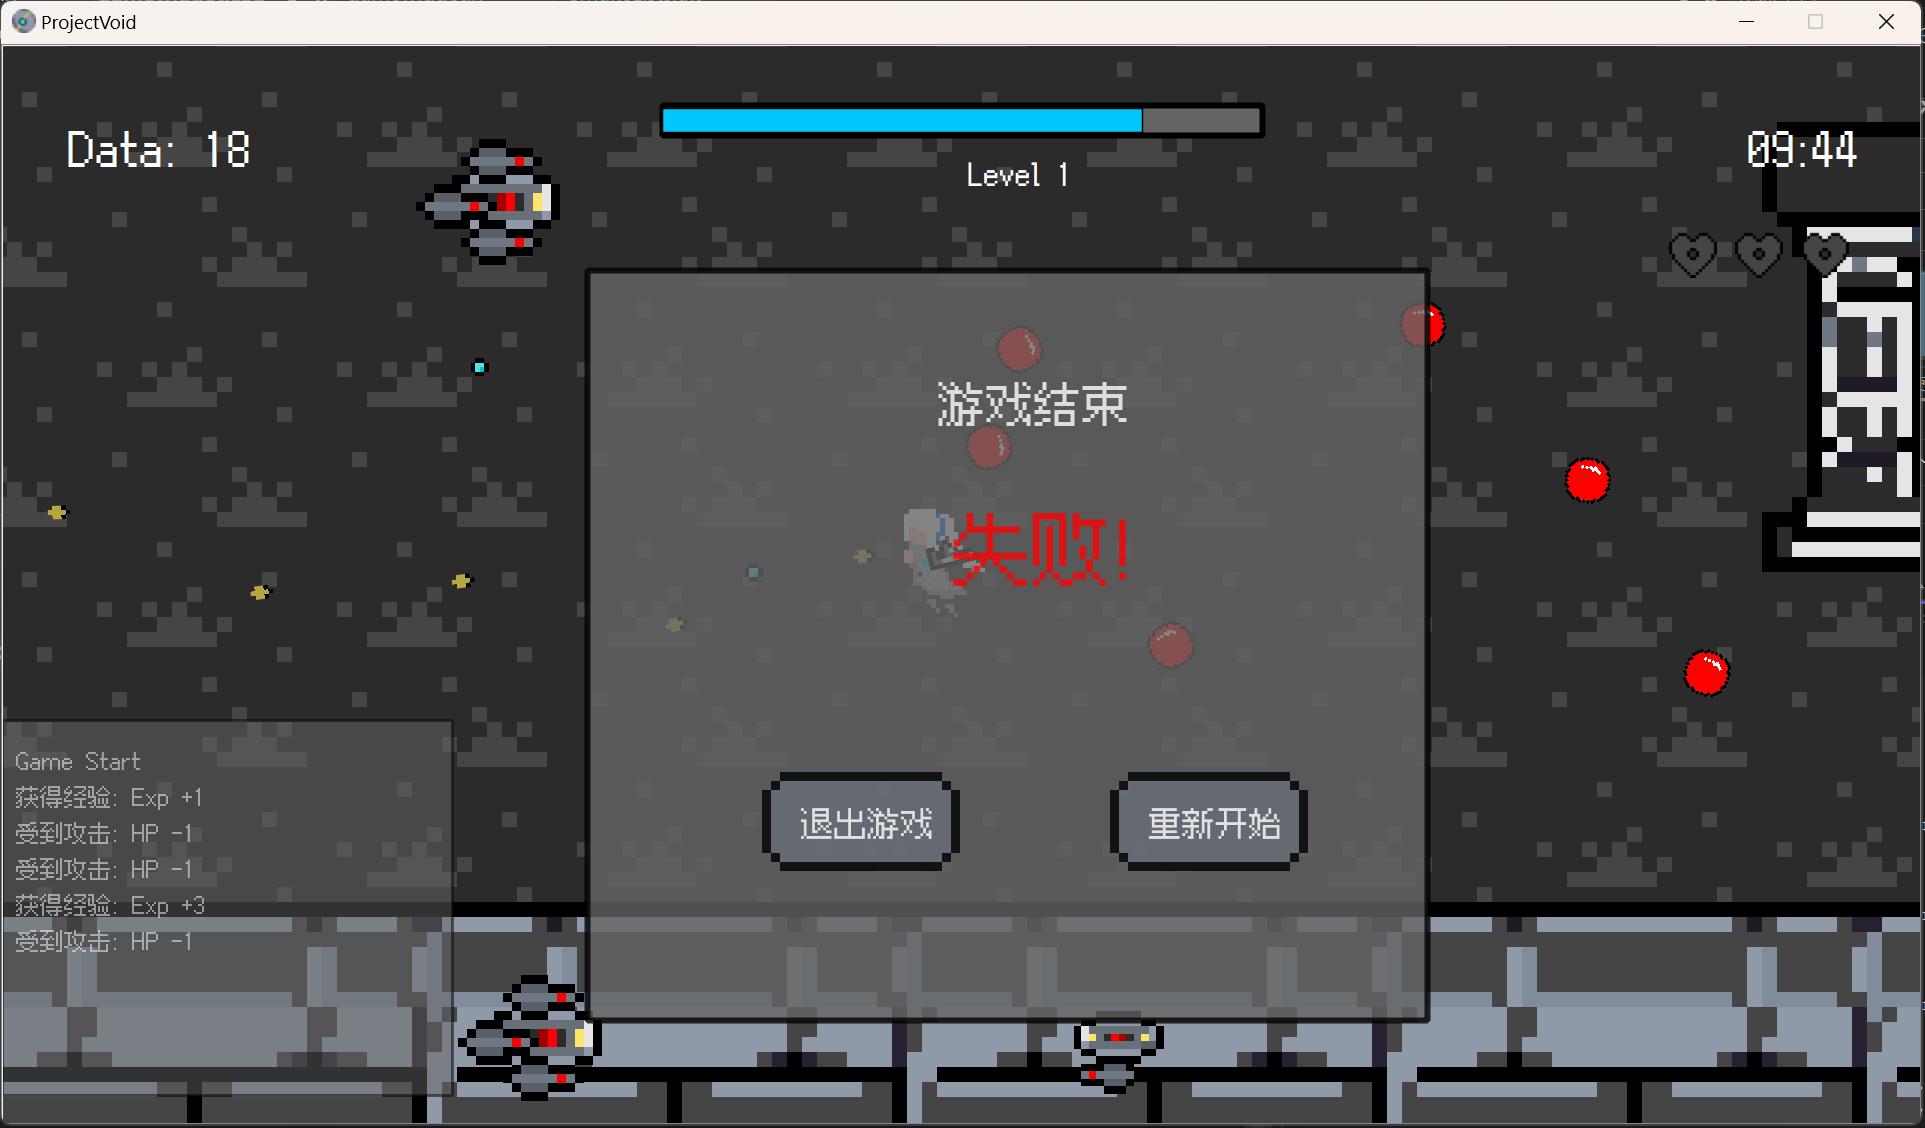 ProjectVoid
Data: 18
Level 1
09:44
游戏结束
失败!
退出游戏
重新开始
Game Start
获得经验: Exp +1
受到攻击: HP -1
受到攻击: HP -1
获得经验: Exp +3
受到攻击: HP -1